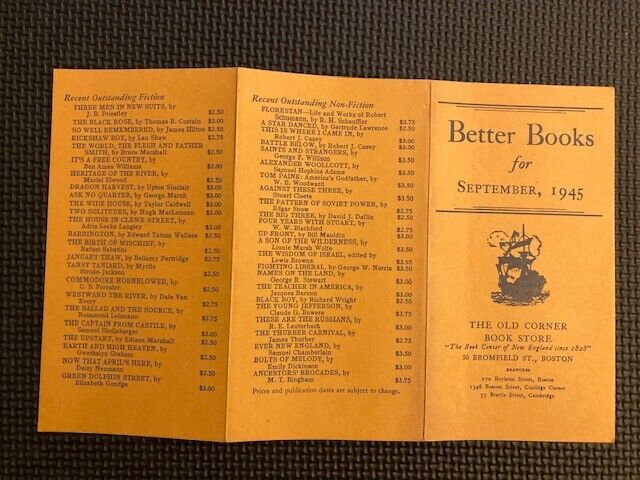 Recent Outstanding Fiction
THREE MEN IN NEW SUITS, by
J. B. Priestley $2.50
THE BLACK ROSE, by Thomas B. Costain $3.00
SO WELL REMEMBERED, by James Hilton $2.50
RICKSHAW BOY, by Lau Shaw $2.75
THE WORLD, THE FLESH AND FATHER
SMITH, by Bruce Marshall $2.50
IT'S A FREE COUNTRY, by
Ben Ames Williams $2.00
HERITAGE OF THE RIVER, by
Muriel Elwood $2.50
DRAGON HARVEST, by Upton Sinclair $3.00
ASK NO QUARTER, by George Marsh $3.00
THE WIDE HOUSE, by Taylor Caldwell $3.00
TWO SOLITUDES, by Hugh MacLennan $3.00
THE HOUSE IN CLEWE STREET, by
Adria Locke Langley $3.00
BARRINGTON, by Edward Tatum Wallace $2.50
THE BIRTH OF MISCHIEF, by
Rafael Sabatini $2.50
JANUARY THAW, by Bellamy Partridge $2.75
TANSY TANIARD, by Myrtle
Strode-Jackson $2.50
COMMODORE HORNBLOWER, by
C. S. Forester $2.50
WESTWARD THE RIVER, by Dale Van
Every $2.75
THE BALLAD AND THE SOURCE, by
Rosamond Lehmann $2.75
THE CAPTAIN FROM CASTILE, by
Samuel Shellabarger $3.00
THE UPSTART, by Edison Marshall $2.50
EARTH AND HIGH HEAVEN, by
Gwethalyn Graham $2.50
NOW THAT APRIL'S HERE, by
Daisy Neumann $2.50
GREEN DOLPHIN STREET, by
Elizabeth Goudge $3.00
Recent Outstanding Non-Fiction
FLORESTAN—Life and Works of Robert
Schumann, by R. H. Schauffler $3.75
A STAR DANCED, by Gertrude Lawrence $2.50
THIS IS WHERE I CAME IN, by
Robert J. Casey $3.00
BATTLE BELOW, by Robert J. Casey $3.00
SAINTS AND STRANGERS, by
George F. Willison $3.50
ALEXANDER WOOLLCOTT, by
Samuel Hopkins Adams $3.50
TOM PAINE: America's Godfather, by
W. E. Woodward $3.50
AGAINST THESE THREE, by
Stuart Cloete $3.50
THE PATTERN OF SOVIET POWER, by
Edgar Snow $2.75
THE BIG THREE, by David J. Dallin $2.50
FOUR YEARS WITH STUART, by
W. W. Blackford $2.75
UP FRONT, by Bill Mauldin $3.00
A SON OF THE WILDERNESS, by
Linnie Marsh Wolfe $3.50
THE WISDOM OF ISRAEL, edited by
Lewis Browne $3.95
FIGHTING LIBERAL, by George W. Norris $3.50
NAMES ON THE LAND, by
George R. Stewart $3.00
THE TEACHER IN AMERICA, by
Jacques Barzun $3.00
BLACK BOY, by Richard Wright $2.50
THE YOUNG JEFFERSON, by
Claude G. Bowers $3.75
THESE ARE THE RUSSIANS, by
R. E. Lauterbach $3.00
THE THURBER CARNIVAL, by
James Thurber $2.75
EVER NEW ENGLAND, by
Samuel Chamberlain $3.50
BOLTS OF MELODY, by
Emily Dickinson $3.00
ANCESTORS' BROCADES, by
M. T. Bingham $3.75
Prices and publication dates are subject to change.
Better Books
for
SEPTEMBER, 1945
THE OLD CORNER
BOOK STORE
"The Book Center of New England since 1828"
50 BROMFIELD ST., BOSTON
BRANCHES
270 Boylston Street, Boston
1346 Beacon Street, Coolidge Corner
35 Brattle Street, Cambridge